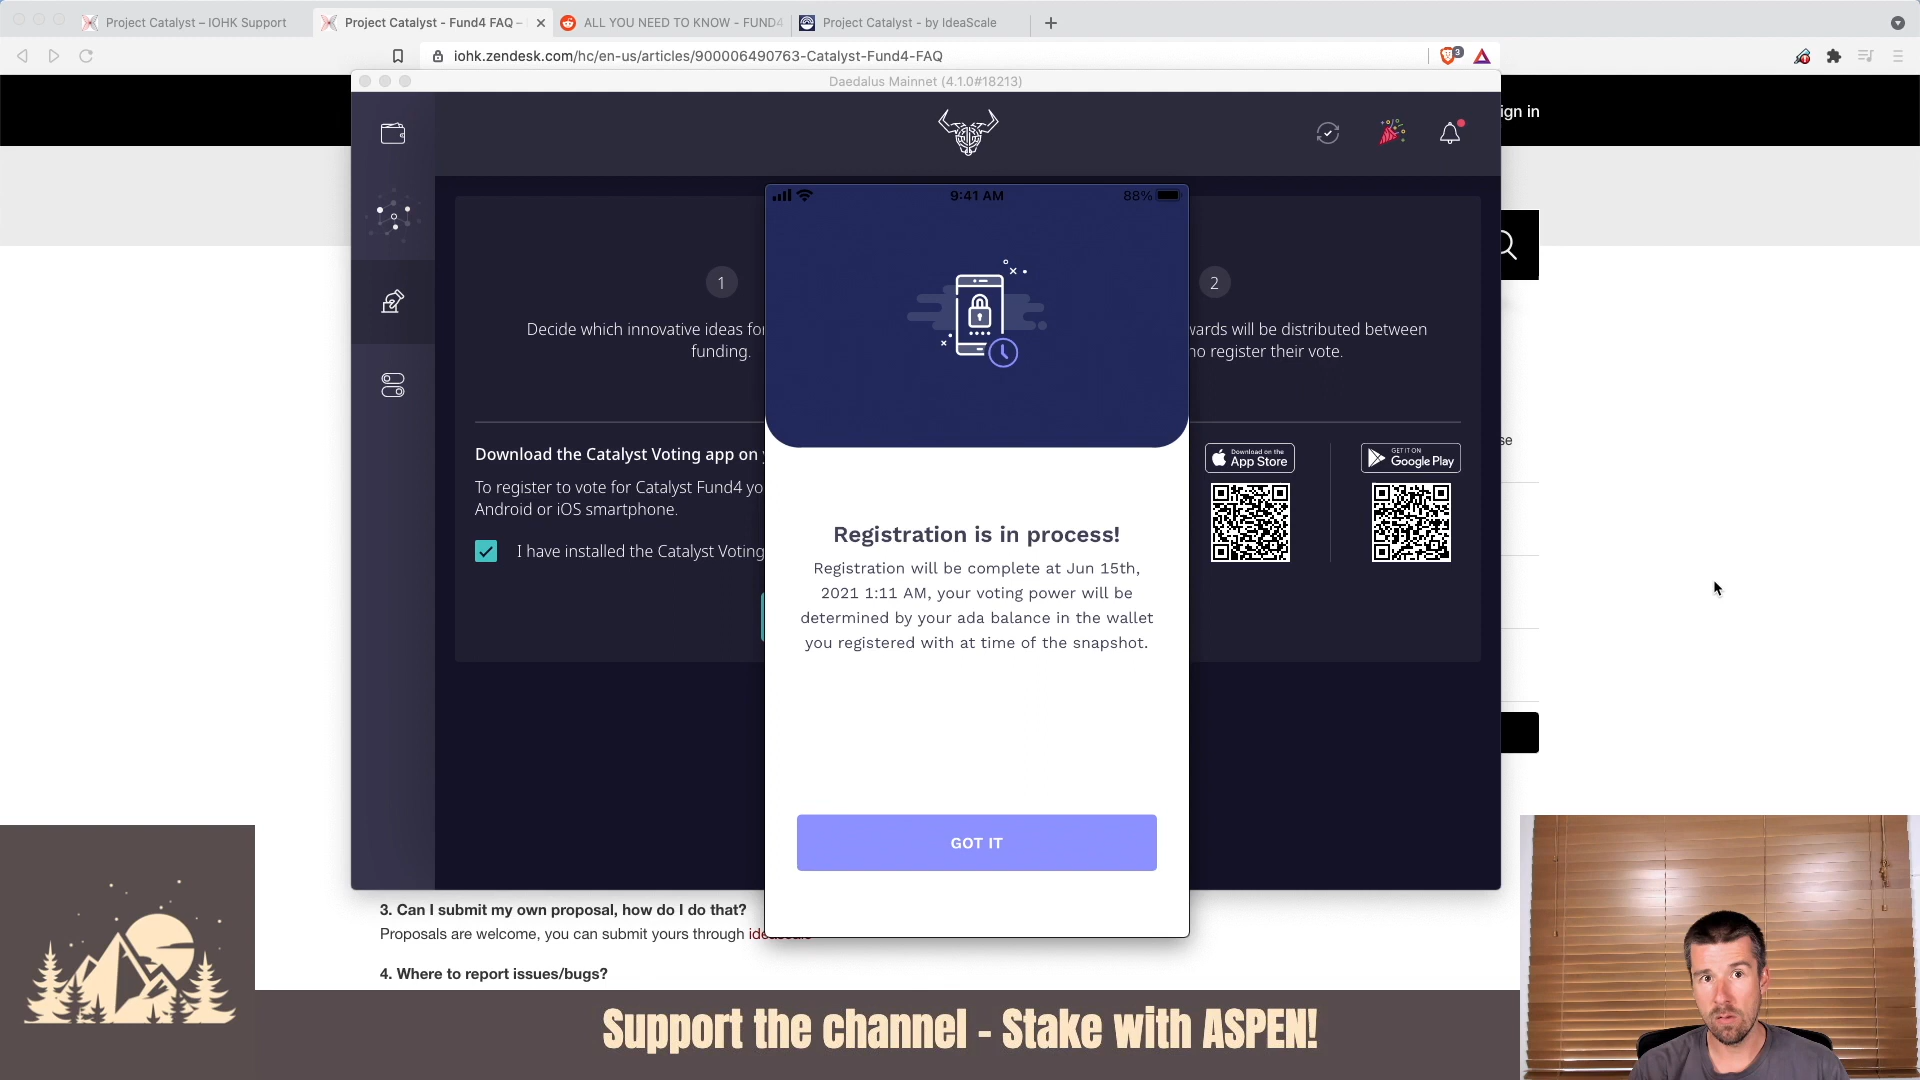 Project Catalyst – IOHK Support
Project Catalyst - Fund4 FAQ –
ALL YOU NEED TO KNOW - FUND4
Project Catalyst - by IdeaScale
iohk.zendesk.com/hc/en-us/articles/900006490763-Catalyst-Fund4-FAQ
3
Daedalus Mainnet (4.1.0#18213)
ign in
9:41 AM
88%
1
2
Decide which innovative ideas for
funding.
wards will be distributed between
no register their vote.
Download the Catalyst Voting app on
To register to vote for Catalyst Fund4 yo
Android or iOS smartphone.
I have installed the Catalyst Voting
Download on the
App Store
GET IT ON
Google Play
se
Registration is in process!
Registration will be complete at Jun 15th,
2021 1:11 AM, your voting power will be
determined by your ada balance in the wallet
you registered with at time of the snapshot.
GOT IT
3. Can I submit my own proposal, how do I do that?
Proposals are welcome, you can submit yours through
4. Where to report issues/bugs?
Support the channel - Stake with ASPEN!